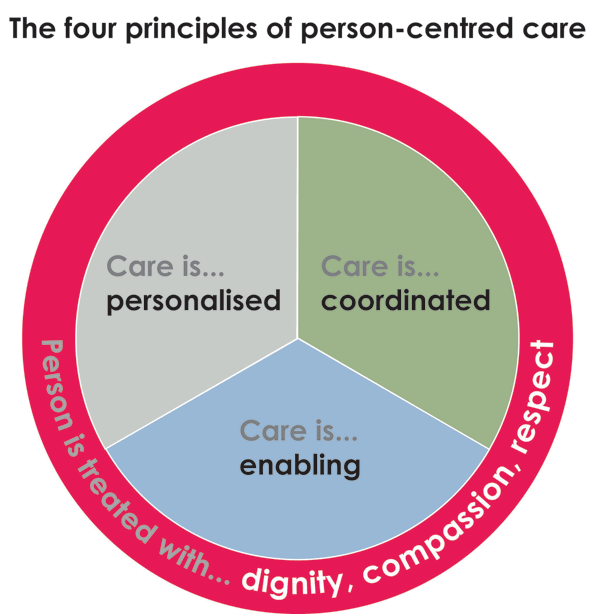 The four principles of person-centred care
Care is...
personalised
Care is...
coordinated
Care is...
enabling
Person is treated with... dignity, compassion, respect